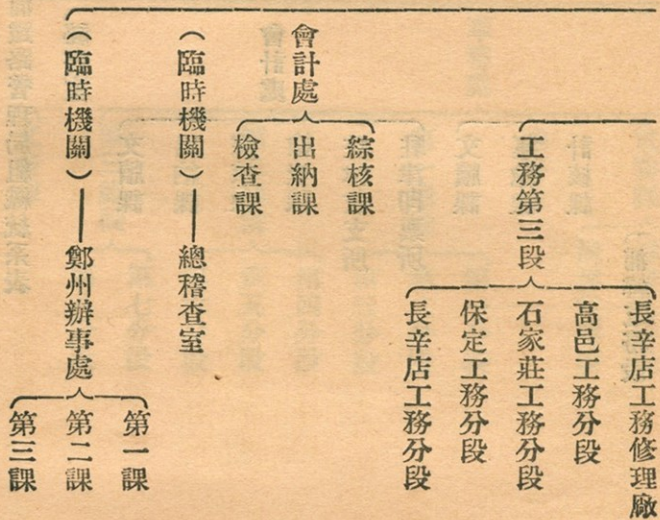 工務第三段
長辛店工務修理廠
高邑工務分段
石家莊工務分段
保定工務分段
長辛店工務分段
會計處
綜核課
出納課
檢查課
（臨時機關）——總稽查室
（臨時機關）——鄭州辦事處
第一課
第二課
第三課